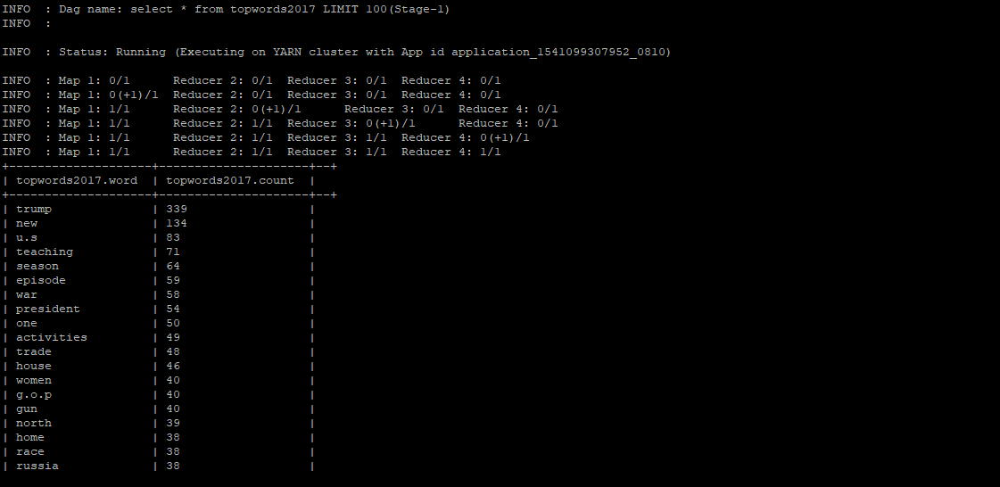 INFO  : Dag name: select * from topwords2017 LIMIT 100(Stage-1)
INFO  :
INFO  : Status: Running (Executing on YARN cluster with App id application_1541099307952_0810)
INFO  : Map 1: 0/1      Reducer 2: 0/1  Reducer 3: 0/1  Reducer 4: 0/1
INFO  : Map 1: 0(+1)/1  Reducer 2: 0/1  Reducer 3: 0/1  Reducer 4: 0/1
INFO  : Map 1: 1/1      Reducer 2: 0(+1)/1      Reducer 3: 0/1  Reducer 4: 0/1
INFO  : Map 1: 1/1      Reducer 2: 1/1  Reducer 3: 0(+1)/1      Reducer 4: 0/1
INFO  : Map 1: 1/1      Reducer 2: 1/1  Reducer 3: 1/1  Reducer 4: 0(+1)/1
INFO  : Map 1: 1/1      Reducer 2: 1/1  Reducer 3: 1/1  Reducer 4: 1/1
+--------------------+---------------------+--+
| topwords2017.word  | topwords2017.count  |
+--------------------+---------------------+--+
| trump              | 339                 |
| new                | 134                 |
| u.s                | 83                  |
| teaching           | 71                  |
| season             | 64                  |
| episode            | 59                  |
| war                | 58                  |
| president          | 54                  |
| one                | 50                  |
| activities         | 49                  |
| trade              | 48                  |
| house              | 46                  |
| women              | 40                  |
| g.o.p              | 40                  |
| gun                | 40                  |
| north              | 39                  |
| home               | 38                  |
| race               | 38                  |
| russia             | 38                  |